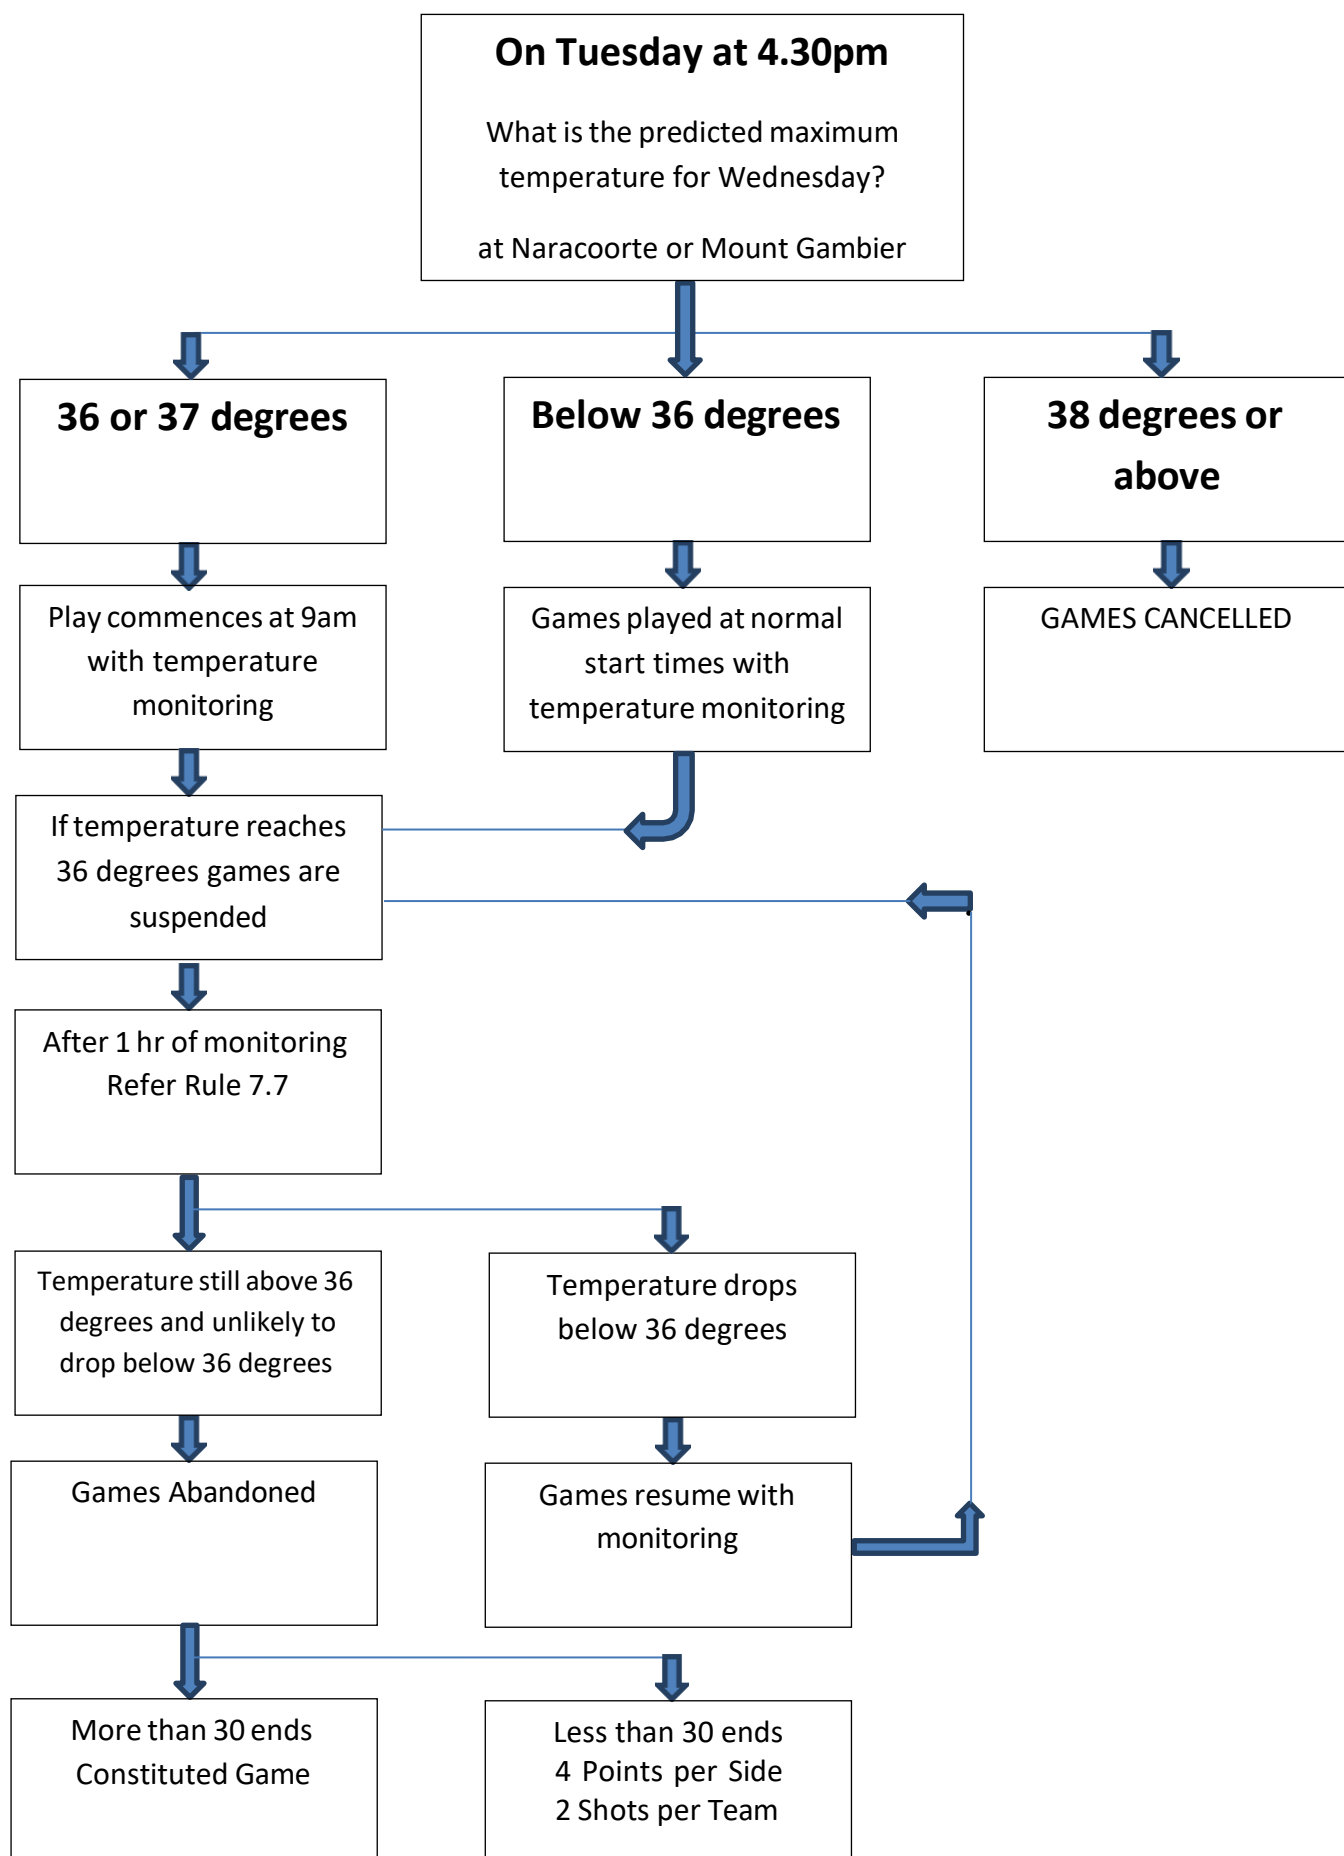 On Tuesday at 4.30pm
What is the predicted maximum
temperature for Wednesday?
at Naracoorte or Mount Gambier
36 or 37 degrees
Below 36 degrees
38 degrees or
above
Play commences at 9am
with temperature
monitoring
Games played at normal
start times with
temperature monitoring
GAMES CANCELLED
If temperature reaches
36 degrees games are
suspended
After 1 hr of monitoring
Refer Rule 7.7
Temperature still above 36
degrees and unlikely to
drop below 36 degrees
Temperature drops
below 36 degrees
Games Abandoned
Games resume with
monitoring
More than 30 ends
Constituted Game
Less than 30 ends
4 Points per Side
2 Shots per Team